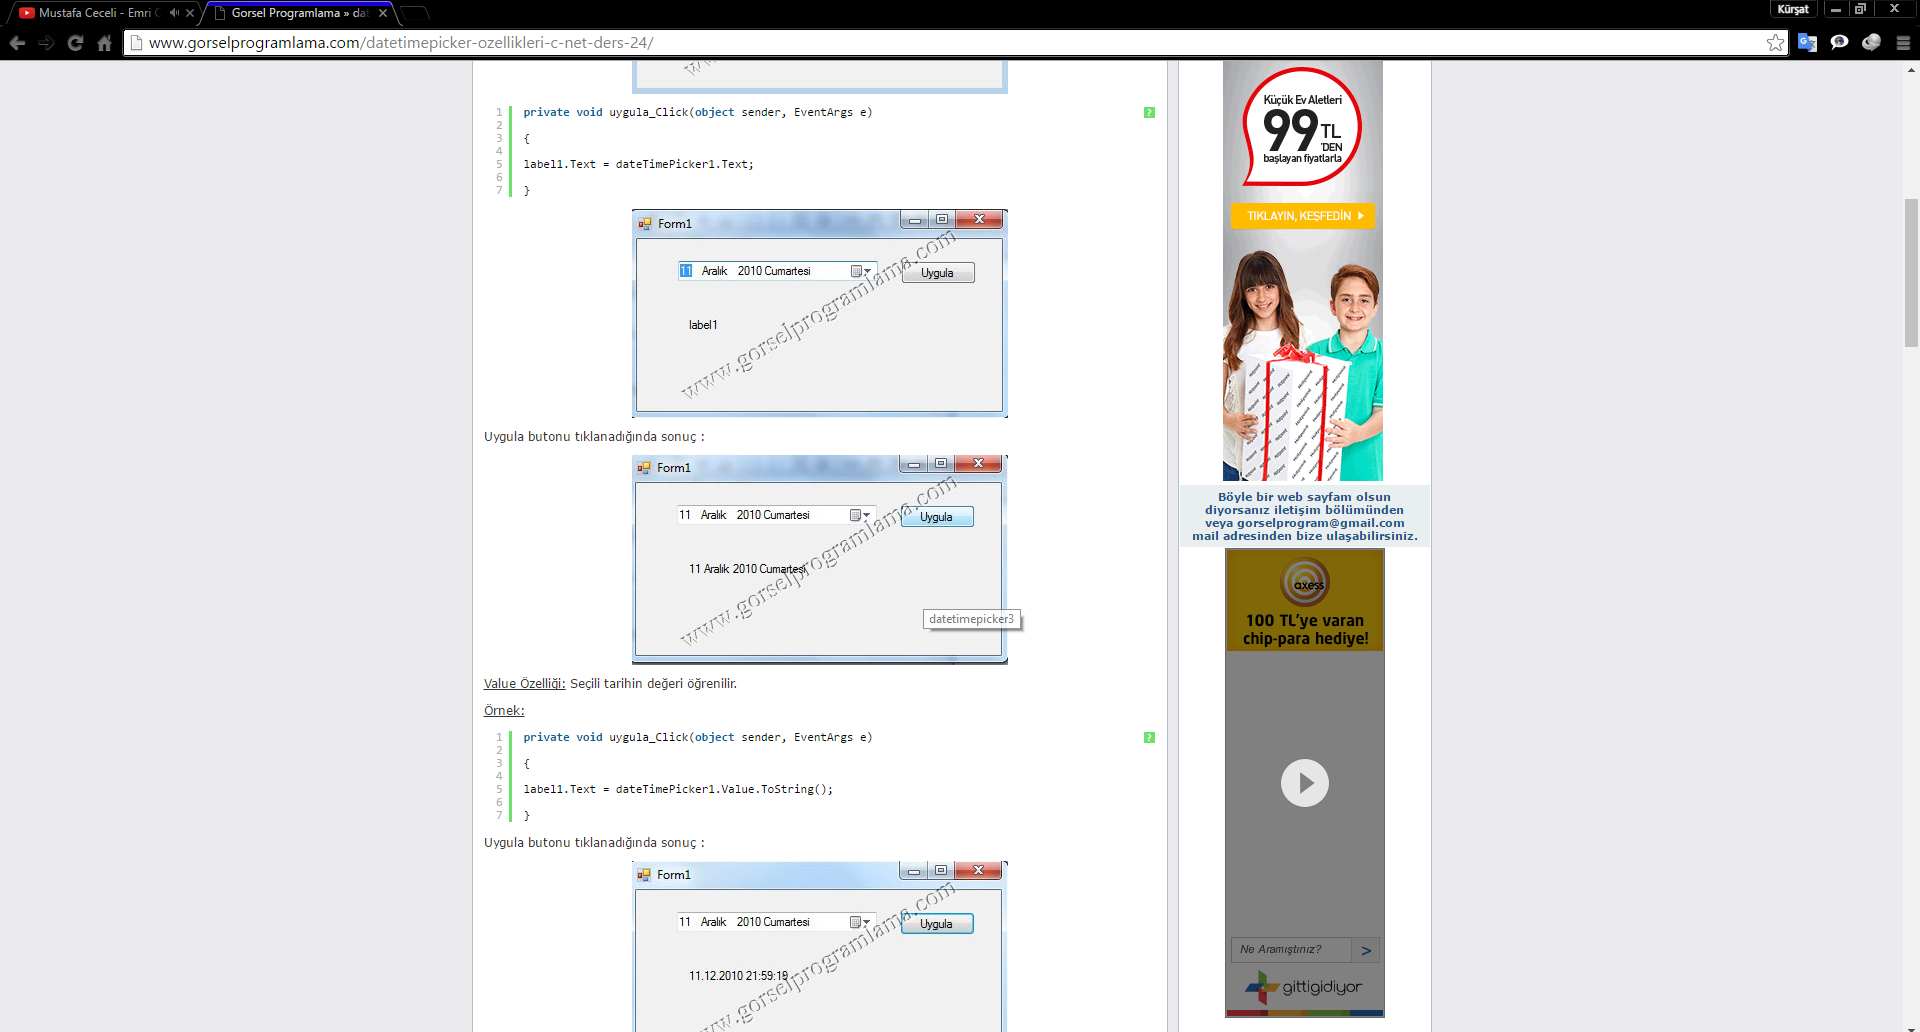 Mustafa Ceceli - Emri
Gorsel Programlama » dat
Kürşat
www.gorselprogramlama.com/datetimepicker-ozellikleri-c-net-ders-24/
1 private void uygula_Click(object sender, EventArgs e)
2
3 {
4
5 label1.Text = dateTimePicker1.Text;
6
7 }
?
Form1
11 Aralık 2010 Cumartesi
Uygula
label1
www.gorselprogramlama.com
Uygula butonu tıklanadığında sonuç :
Form1
11 Aralık 2010 Cumartesi
Uygula
11 Aralık 2010 Cumartesi
www.gorselprogramlama.com
datetimepicker3
Value Özelliği: Seçili tarihin değeri öğrenilir.
Örnek:
1 private void uygula_Click(object sender, EventArgs e)
2
3 {
4
5 label1.Text = dateTimePicker1.Value.ToString();
6
7 }
?
Uygula butonu tıklanadığında sonuç :
Form1
11 Aralık 2010 Cumartesi
Uygula
11.12.2010 21:59:19
www.gorselprogramlama.com
Küçük Ev Aletleri
99 TL
'DEN
başlayan fiyatlarla
TIKLAYIN, KEŞFEDİN
Böyle bir web sayfam olsun
diyorsanız iletişim bölümünden
veya gorselprogram@gmail.com
mail adresinden bize ulaşabilirsiniz.
axess
100 TL'ye varan
chip-para hediye!
Ne Aramıştınız?
>
gittigidiyor